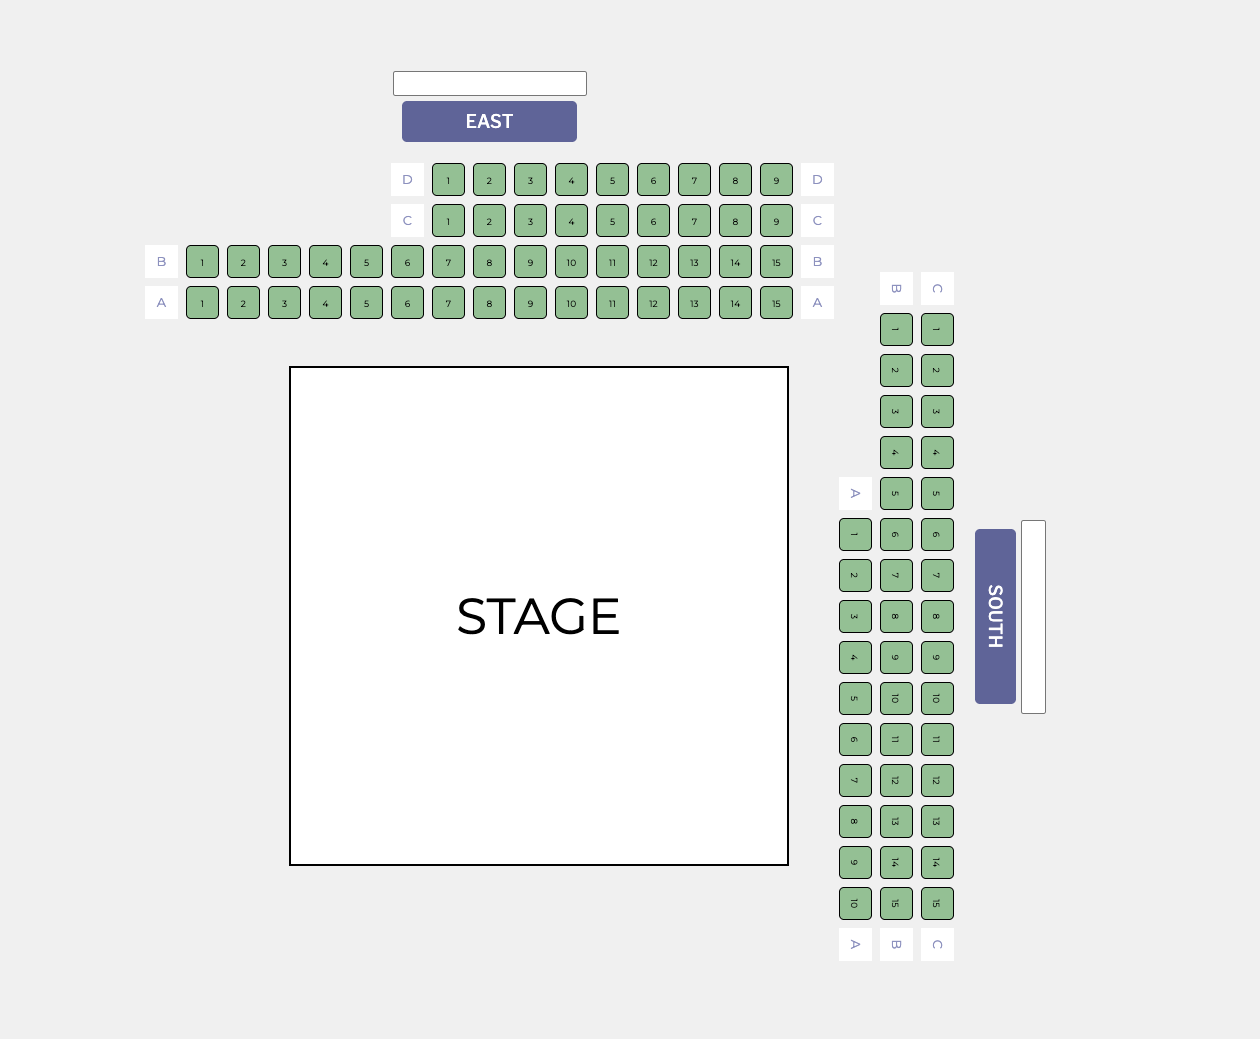 EAST
D 1 2 3 4 5 6 7 8 9 D
C 1 2 3 4 5 6 7 8 9 C
B 1 2 3 4 5 6 7 8 9 10 11 12 13 14 15 B
A 1 2 3 4 5 6 7 8 9 10 11 12 13 14 15 A
STAGE
SOUTH
C 1 2 3 4 5 6 7 8 9 10 11 12 13 14 15 C
B 1 2 3 4 5 6 7 8 9 10 11 12 13 14 15 B
A 1 2 3 4 5 6 7 8 9 10 A